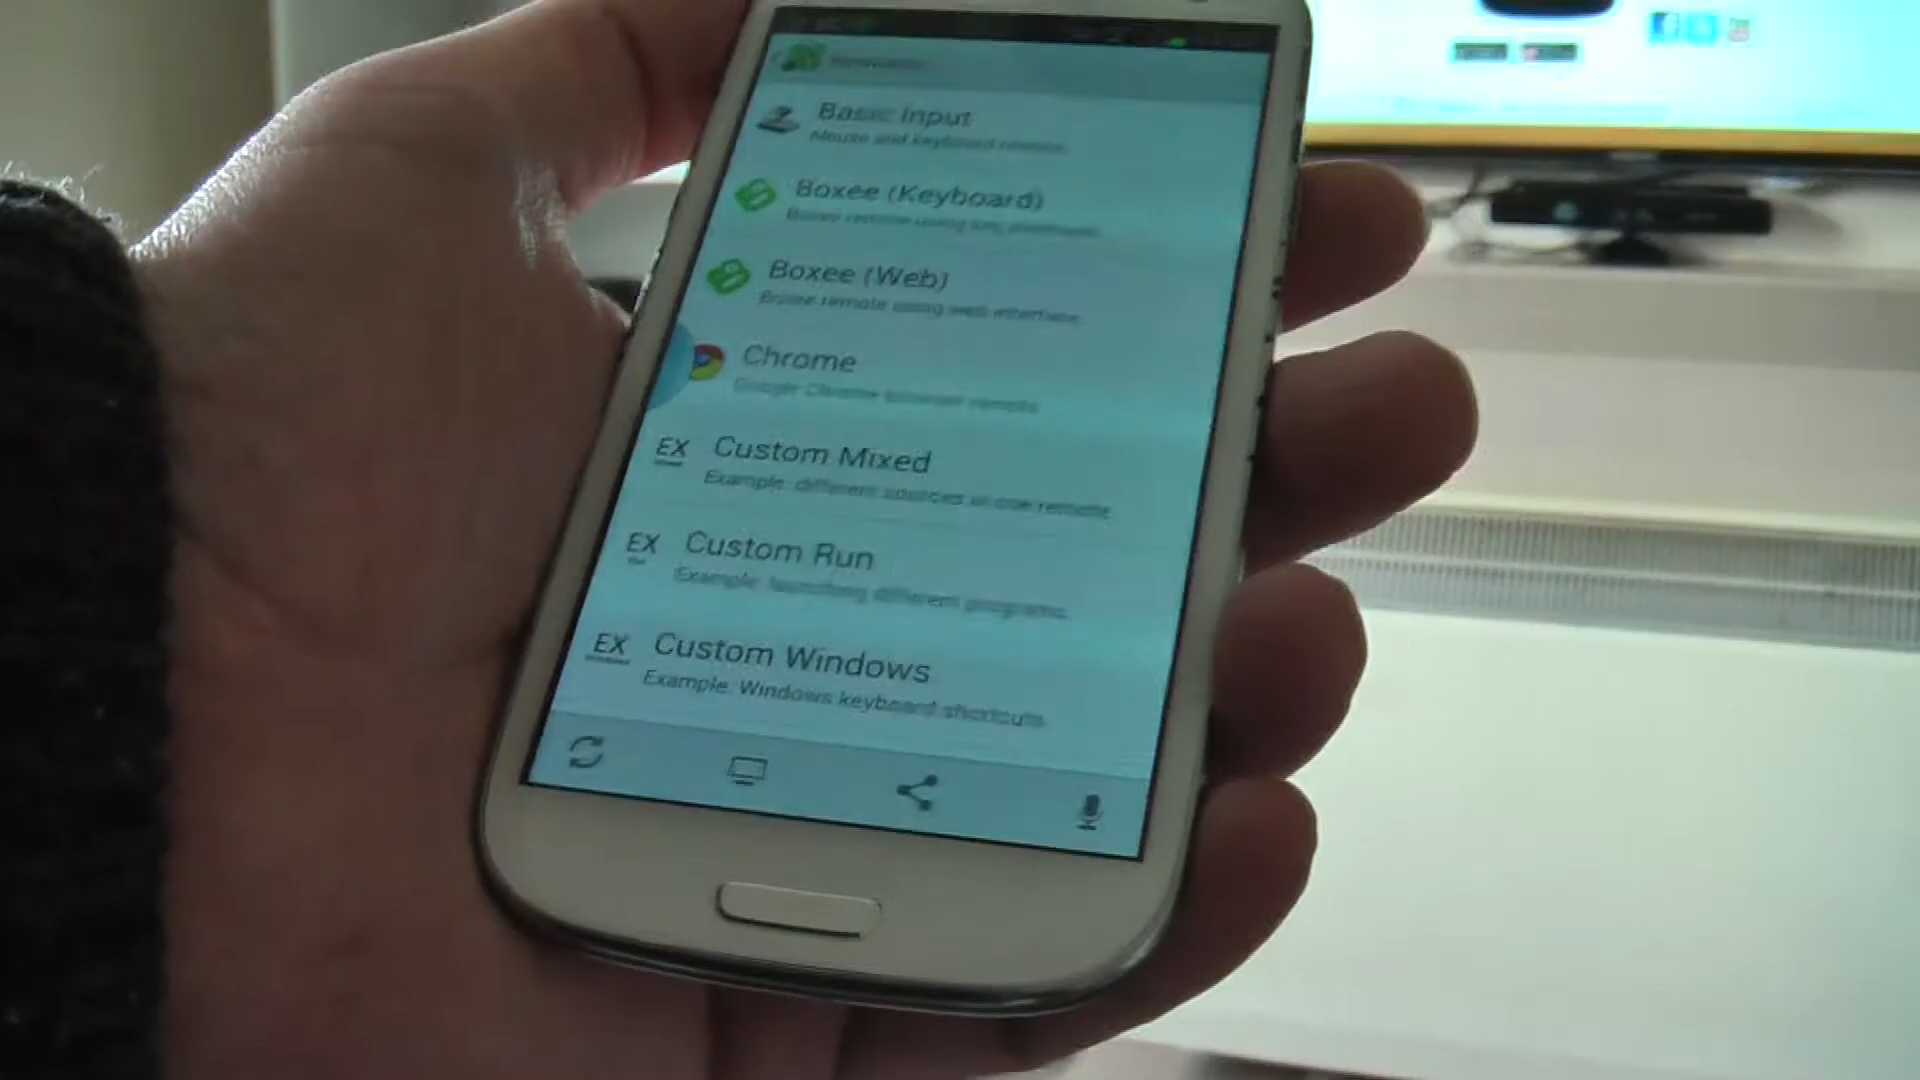 Basic Input
Mouse and keyboard remote
Boxee (Keyboard)
Boxee remote using key
Boxee (Web)
Boxee remote using web interface
Chrome
Google Chrome browser remote
EX Custom Mixed
Example: different sources in one remote
EX Custom Run
Example: launching different programs
EX Custom Windows
Example: Windows keyboard shortcuts